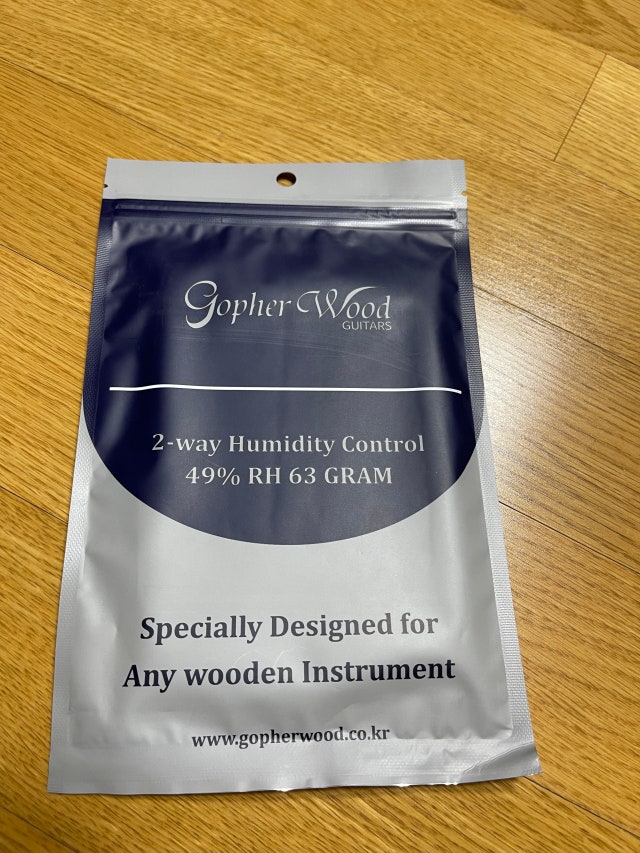 Gopher Wood
GUITARS
2-way Humidity Control
49% RH 63 GRAM
Specially Designed for
Any wooden Instrument
www.gopherwood.co.kr